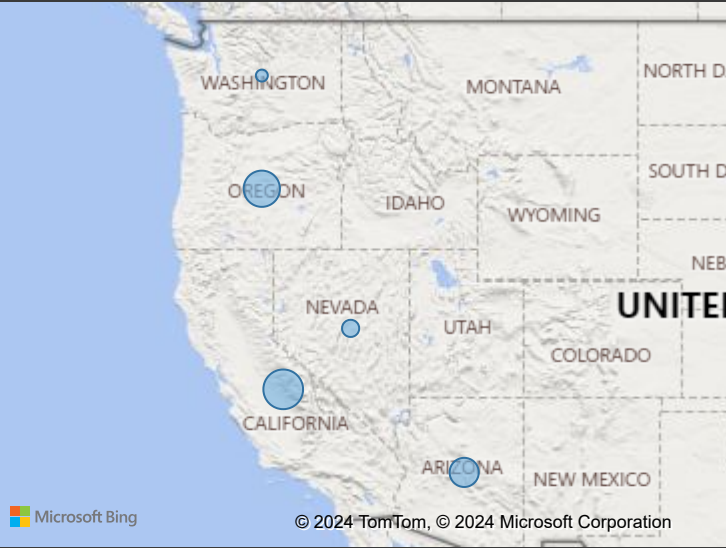 WASHINGTON
MONTANA
NORTH D
OREGON
IDAHO
SOUTH D
WYOMING
NEB
NEVADA
UNITE
UTAH
COLORADO
CALIFORNIA
ARIZONA
NEW MEXICO
Microsoft Bing
© 2024 TomTom, © 2024 Microsoft Corporation